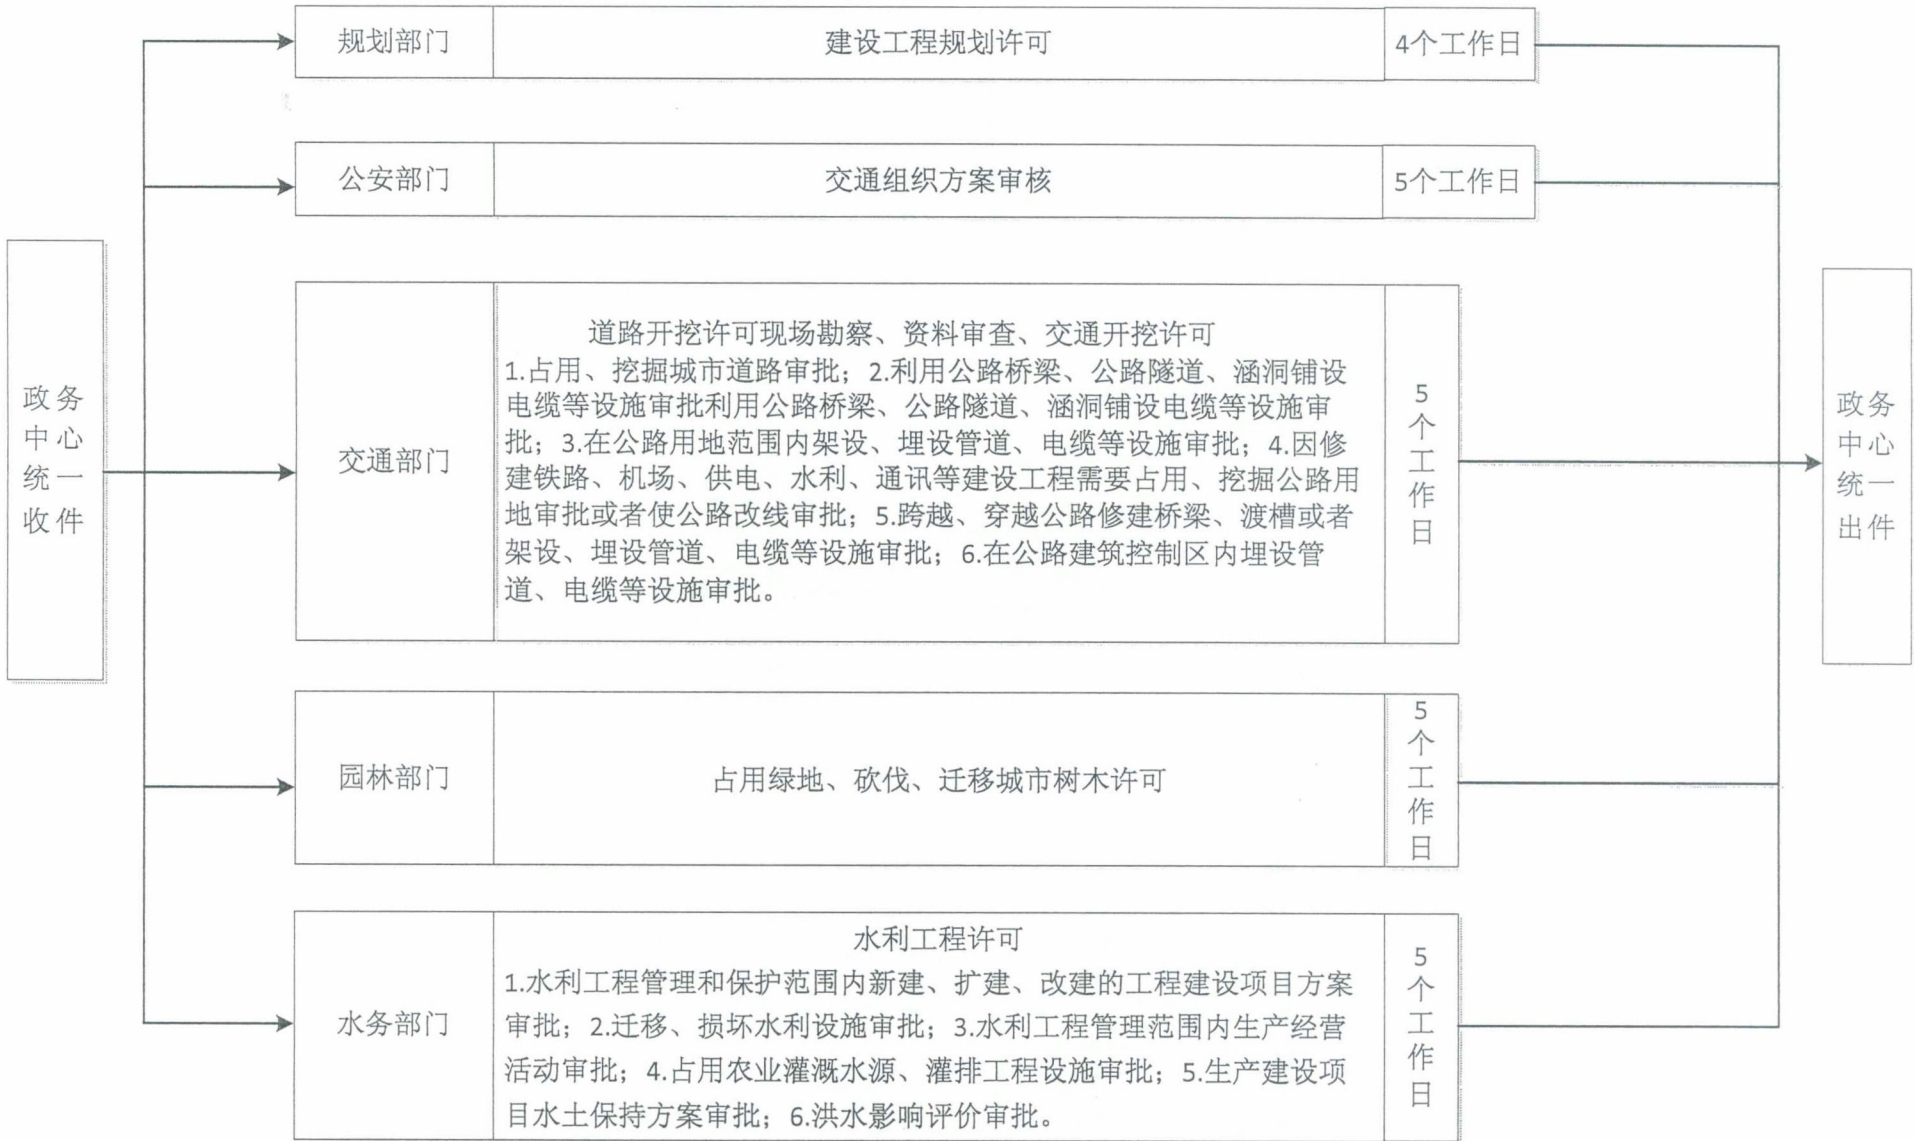 政务
中心
统一
收件
规划部门
建设工程规划许可
4个工作日
公安部门
交通组织方案审核
5个工作日
交通部门
道路开挖许可现场勘察、资料审查、交通开挖许可
1.占用、挖掘城市道路审批；2.利用公路桥梁、公路隧道、涵洞铺设
电缆等设施审批利用公路桥梁、公路隧道、涵洞铺设电缆等设施审
批；3.在公路用地范围内架设、埋设管道、电缆等设施审批；4.因修
建铁路、机场、供电、水利、通讯等建设工程需要占用、挖掘公路用
地审批或者使公路改线审批；5.跨越、穿越公路修建桥梁、渡槽或者
架设、埋设管道、电缆等设施审批；6.在公路建筑控制区内埋设管
道、电缆等设施审批。
5
个
工
作
日
园林部门
占用绿地、砍伐、迁移城市树木许可
5
个
工
作
日
水务部门
水利工程许可
1.水利工程管理和保护范围内新建、扩建、改建的工程建设项目方案
审批；2.迁移、损坏水利设施审批；3.水利工程管理范围内生产经营
活动审批；4.占用农业灌溉水源、灌排工程设施审批；5.生产建设项
目水土保持方案审批；6.洪水影响评价审批。
5
个
工
作
日
政务
中心
统一
出件